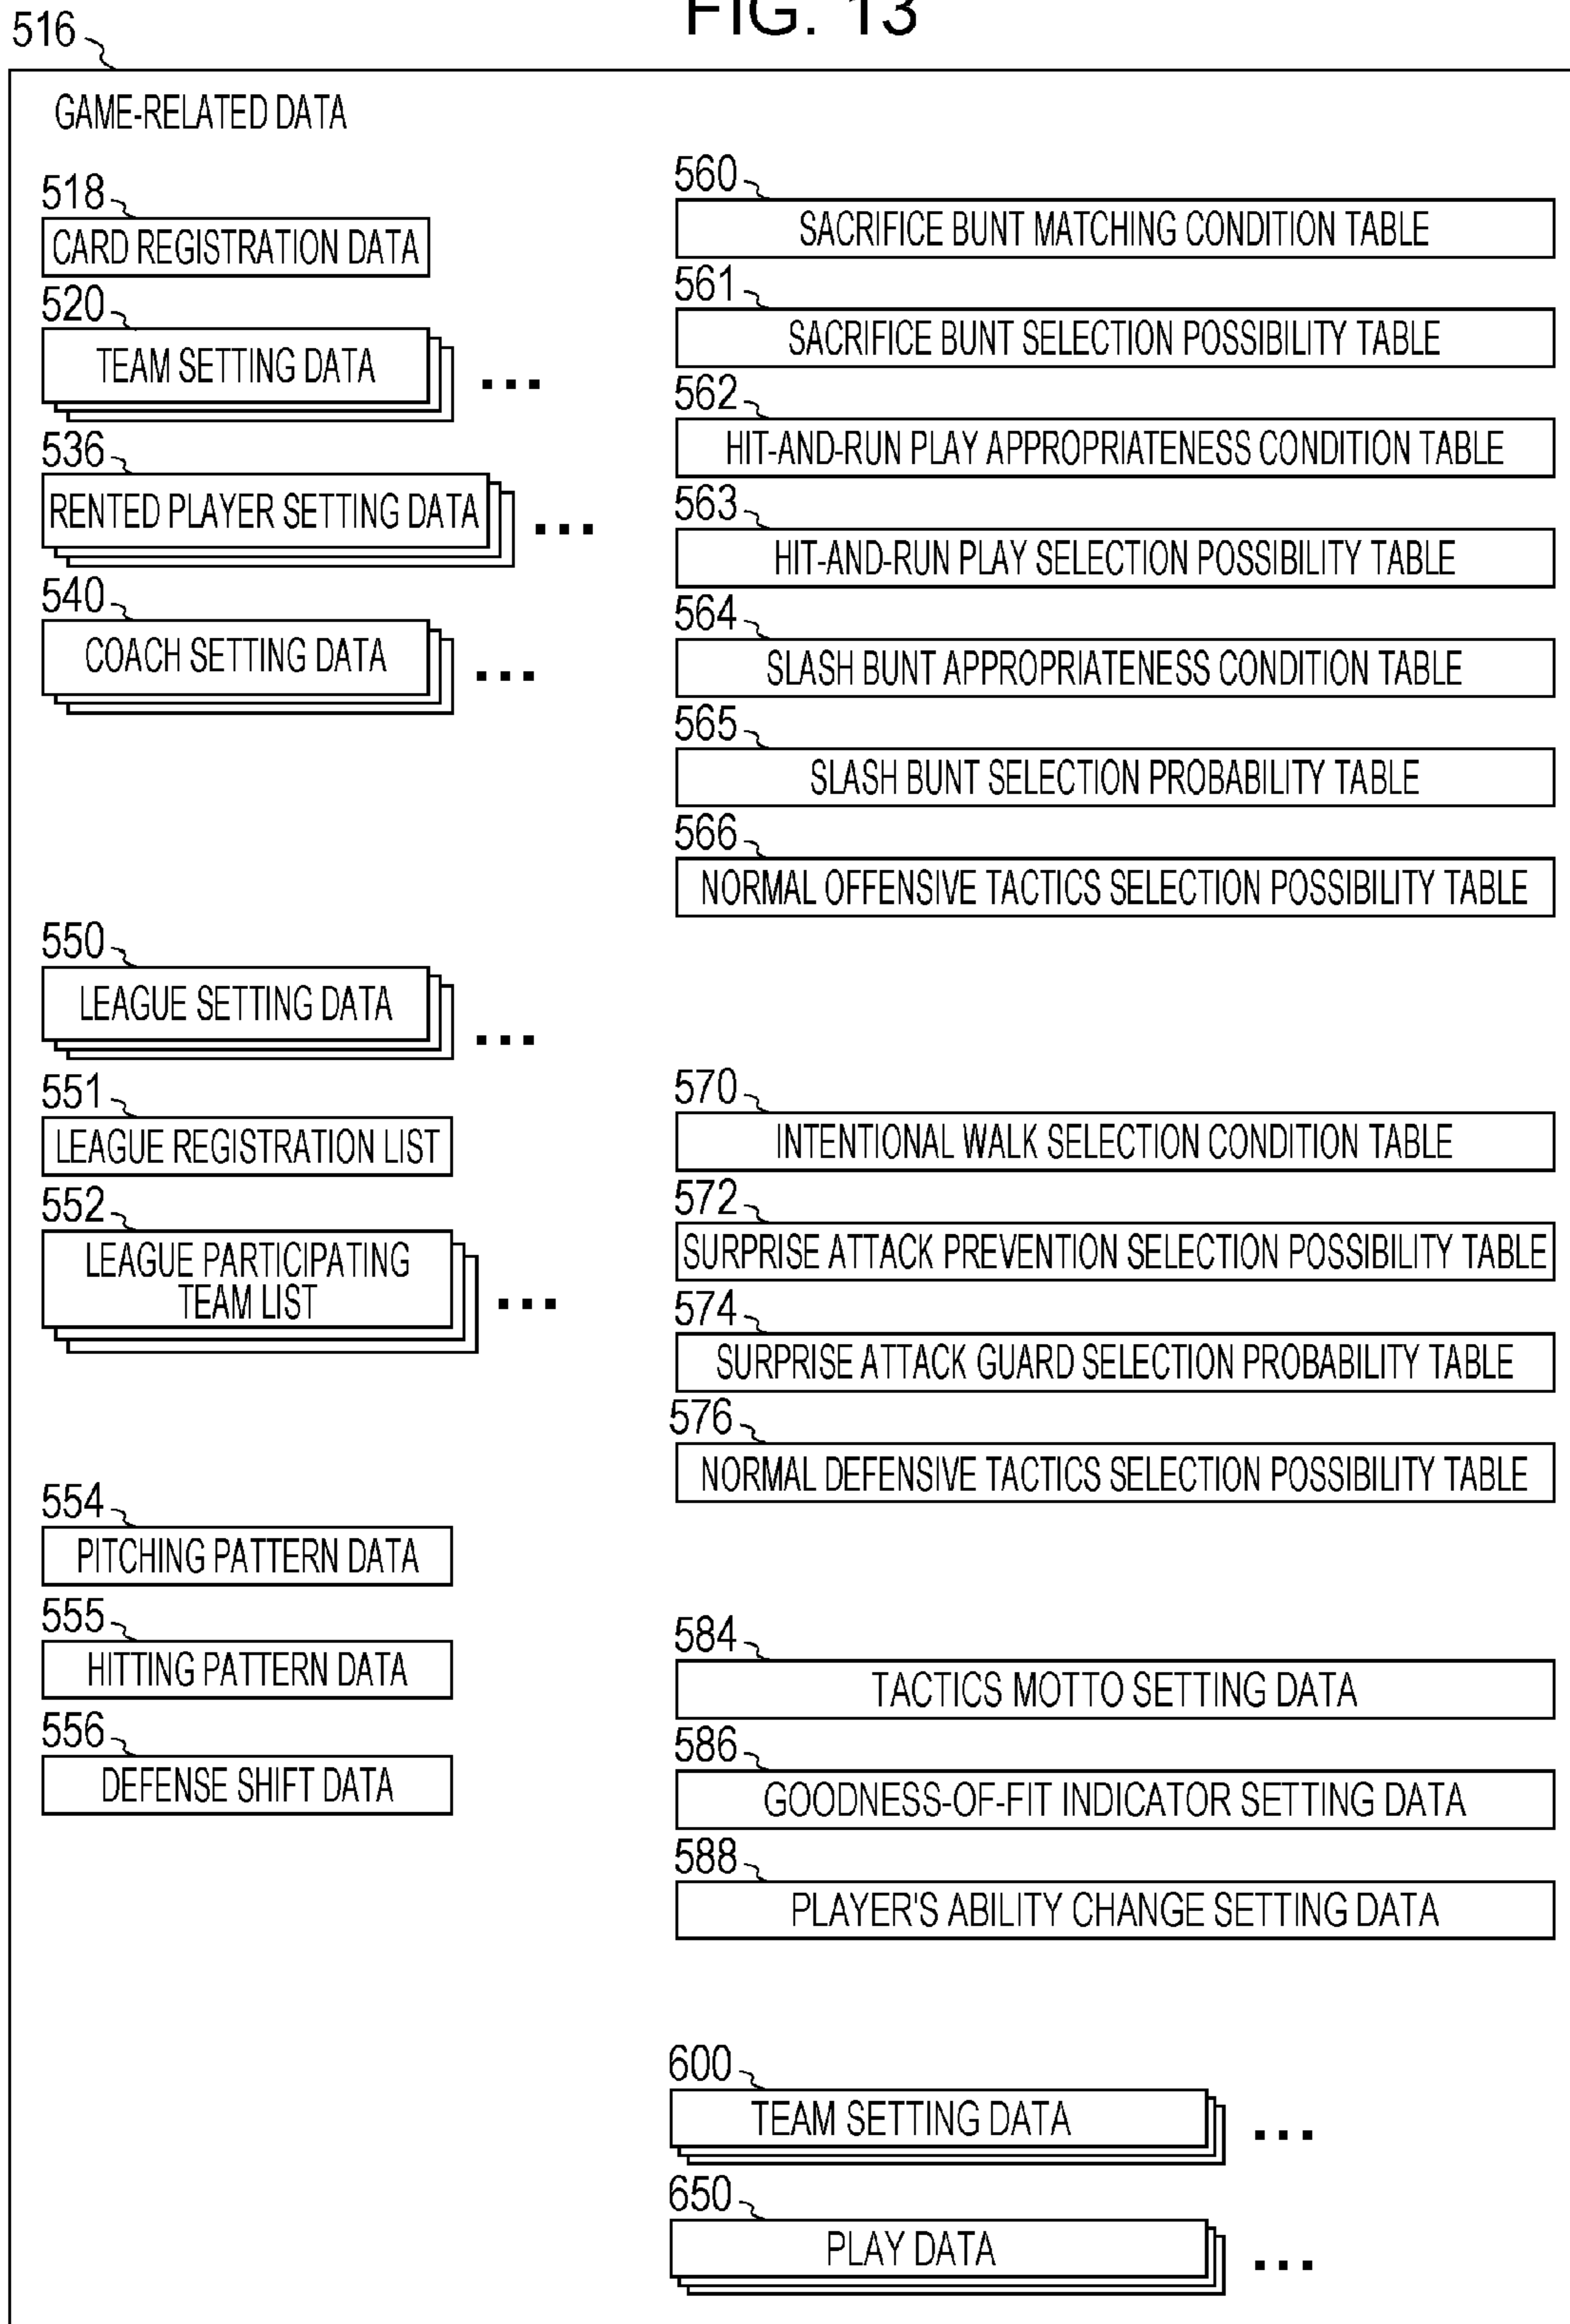 FIG. 13
516
GAME-RELATED DATA
518
CARD REGISTRATION DATA
520
TEAM SETTING DATA
...
536
RENTED PLAYER SETTING DATA
...
540
COACH SETTING DATA
...
550
LEAGUE SETTING DATA
...
551
LEAGUE REGISTRATION LIST
552
LEAGUE PARTICIPATING
TEAM LIST
...
554
PITCHING PATTERN DATA
555
HITTING PATTERN DATA
556
DEFENSE SHIFT DATA
560
SACRIFICE BUNT MATCHING CONDITION TABLE
561
SACRIFICE BUNT SELECTION POSSIBILITY TABLE
562
HIT-AND-RUN PLAY APPROPRIATENESS CONDITION TABLE
563
HIT-AND-RUN PLAY SELECTION POSSIBILITY TABLE
564
SLASH BUNT APPROPRIATENESS CONDITION TABLE
565
SLASH BUNT SELECTION PROBABILITY TABLE
566
NORMAL OFFENSIVE TACTICS SELECTION POSSIBILITY TABLE
570
INTENTIONAL WALK SELECTION CONDITION TABLE
572
SURPRISE ATTACK PREVENTION SELECTION POSSIBILITY TABLE
574
SURPRISE ATTACK GUARD SELECTION PROBABILITY TABLE
576
NORMAL DEFENSIVE TACTICS SELECTION POSSIBILITY TABLE
584
TACTICS MOTTO SETTING DATA
586
GOODNESS-OF-FIT INDICATOR SETTING DATA
588
PLAYER'S ABILITY CHANGE SETTING DATA
600
TEAM SETTING DATA
...
650
PLAY DATA
...